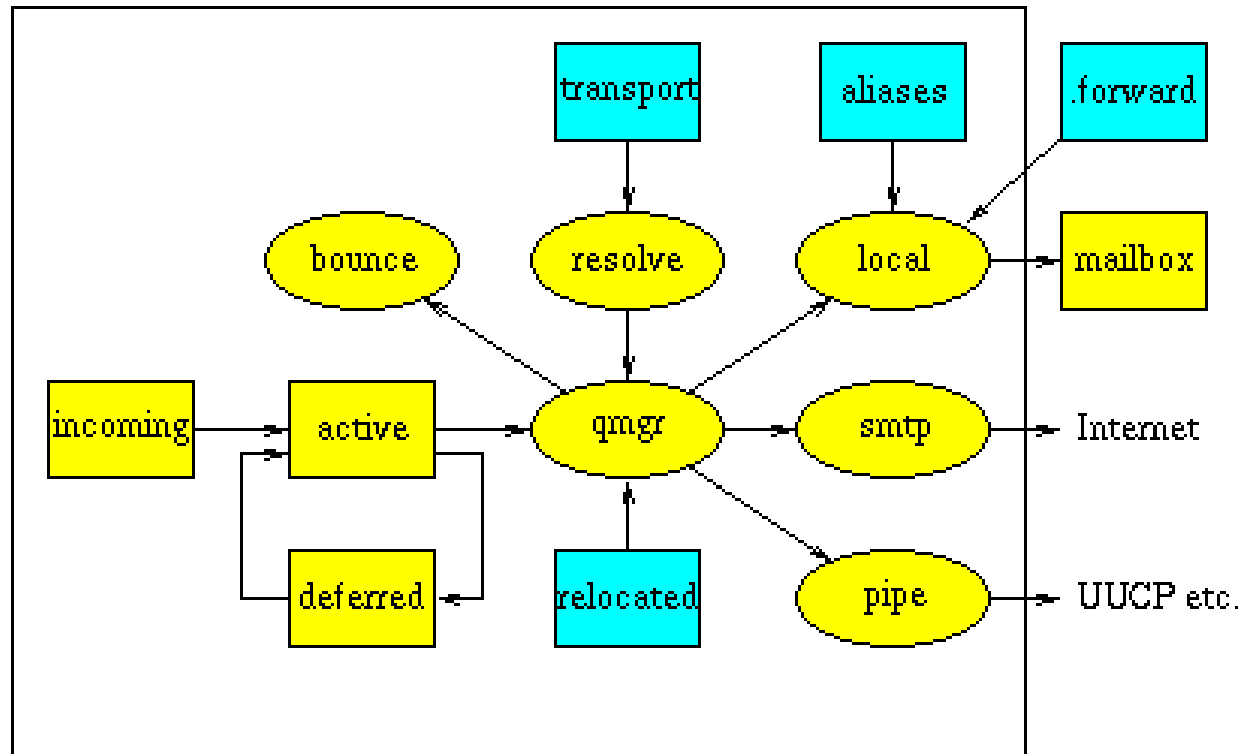 transport
aliases
.forward
bounce
resolve
local
mailbox
incoming
active
qmgr
smtp
Internet
deferred
relocated
pipe
UUCP etc.